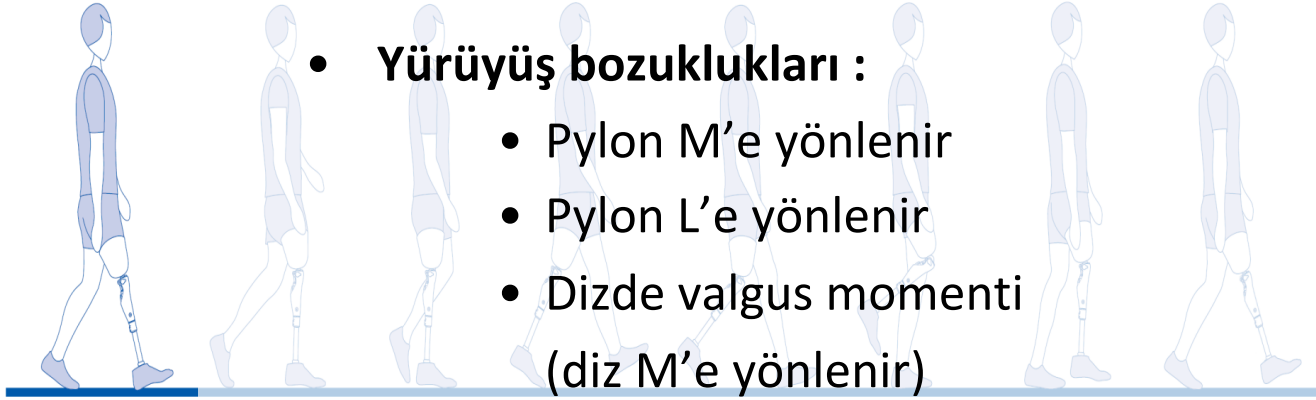 • Yürüyüş bozuklukları :
• Pylon M’e yönlenir
• Pylon L’e yönlenir
• Dizde valgus momenti
(diz M’e yönlenir)